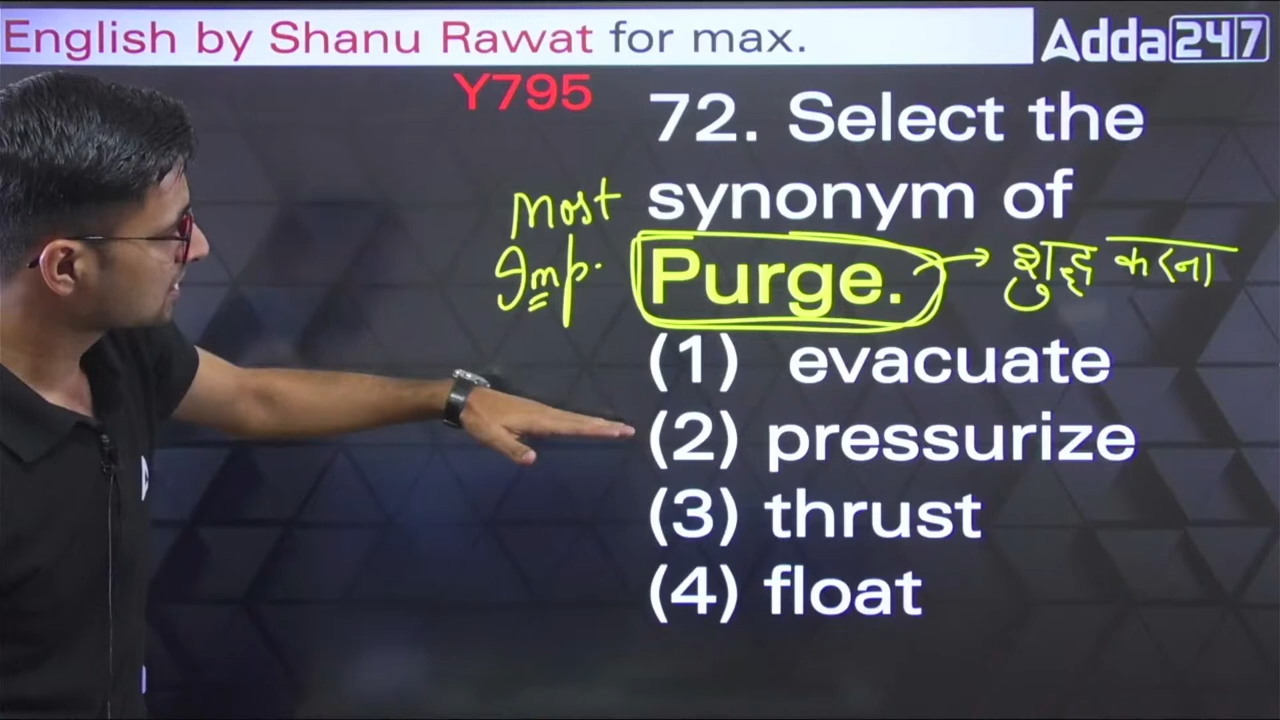 English by Shanu Rawat for max.
Adda247
Y795
72. Select the
synonym of
Most
Imp.
Purge. → शुद्ध करना
(1) evacuate
(2) pressurize
(3) thrust
(4) float